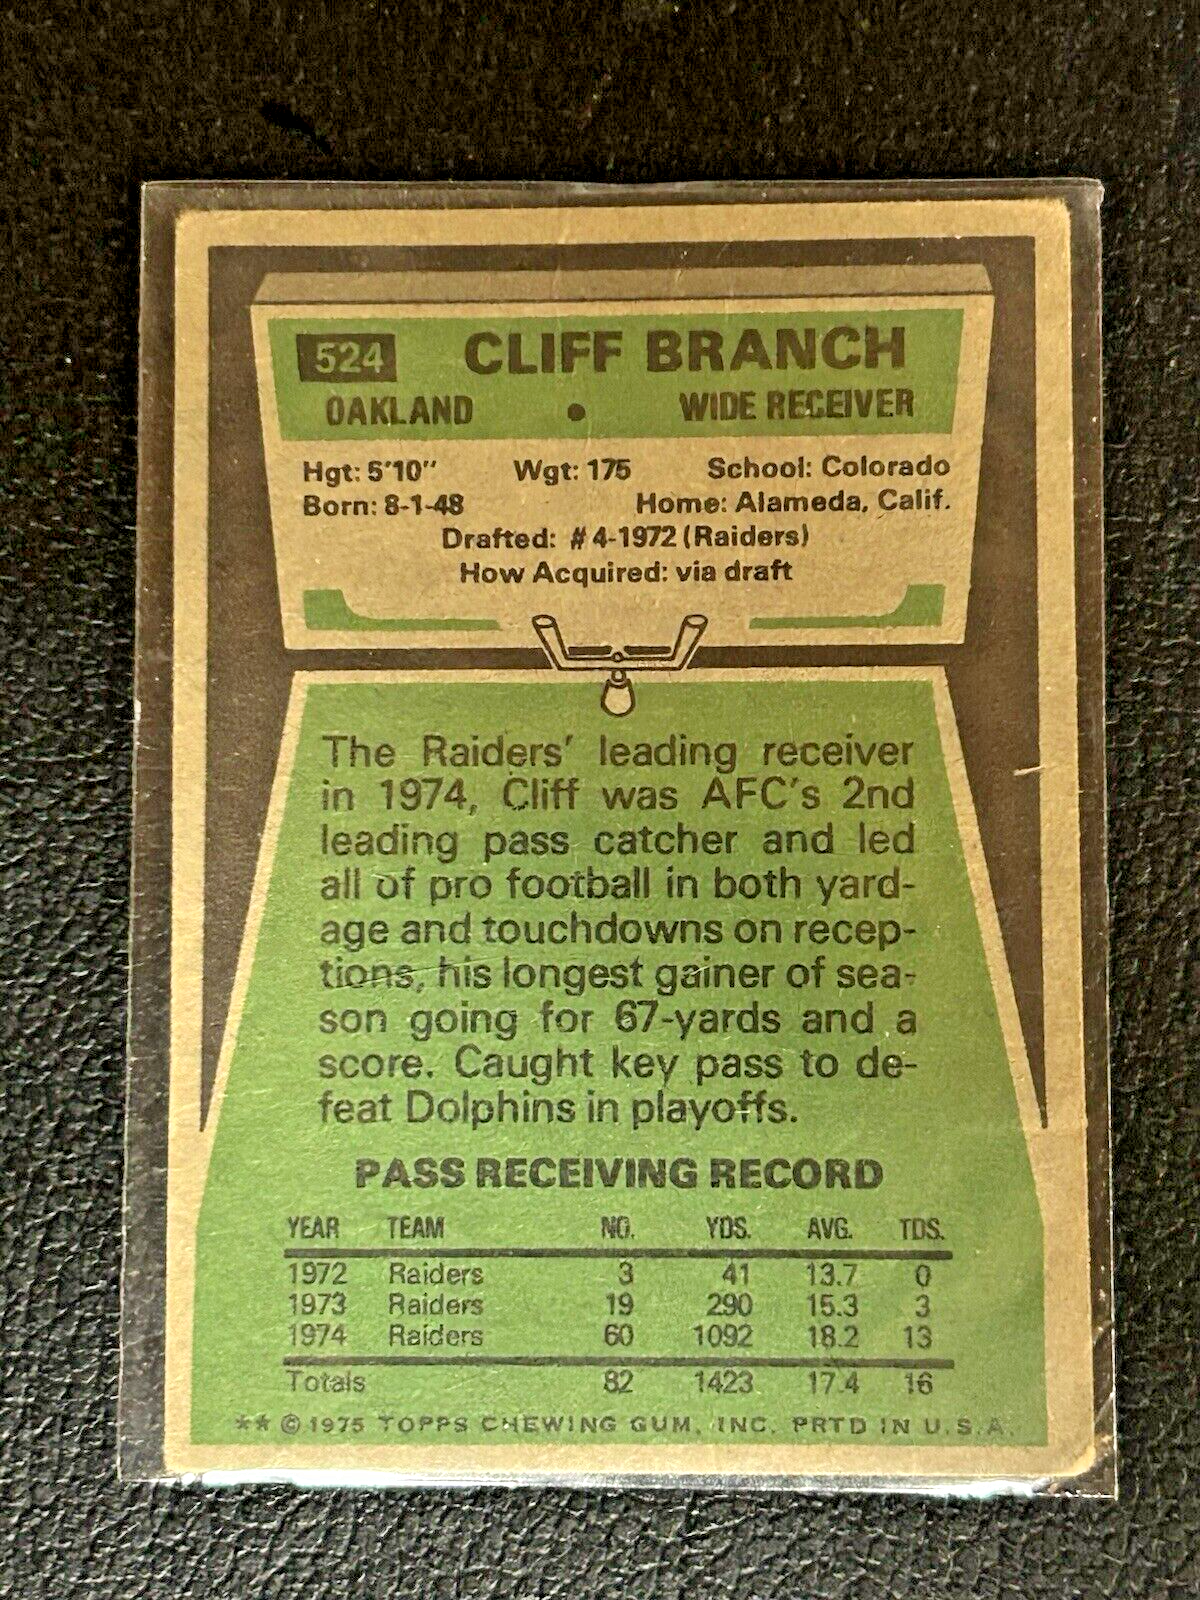 524 CLIFF BRANCH
OAKLAND • WIDE RECEIVER
Hgt: 5'10" Wgt: 175 School: Colorado
Born: 8-1-48 Home: Alameda, Calif.
Drafted: #4-1972 (Raiders)
How Acquired: via draft
The Raiders' leading receiver
in 1974, Cliff was AFC's 2nd
leading pass catcher and led
all of pro football in both yard-
age and touchdowns on recep-
tions, his longest gainer of sea-
son going for 67-yards and a
score. Caught key pass to de-
feat Dolphins in playoffs.
PASS RECEIVING RECORD
YEAR TEAM NO. YDS. AVG. TDS.
1972 Raiders 3 41 13.7 0
1973 Raiders 19 290 15.3 3
1974 Raiders 60 1092 18.2 13
Totals 82 1423 17.4 16
** © 1975 TOPPS CHEWING GUM, INC. PRTD IN U.S.A.